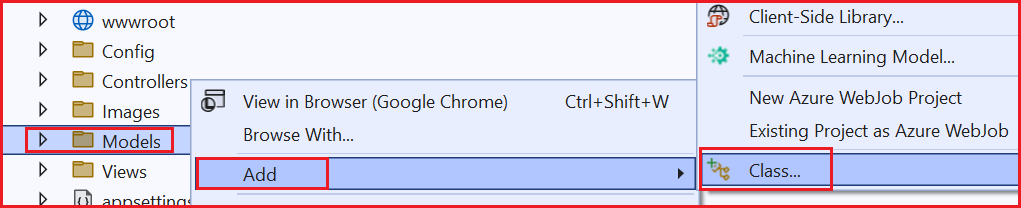 wwwroot
Config
Controllers
Images
Models
Views
appsettings
View in Browser (Google Chrome) Ctrl+Shift+W
Browse With...
Add
Client-Side Library...
Machine Learning Model...
New Azure WebJob Project
Existing Project as Azure WebJob
Class...